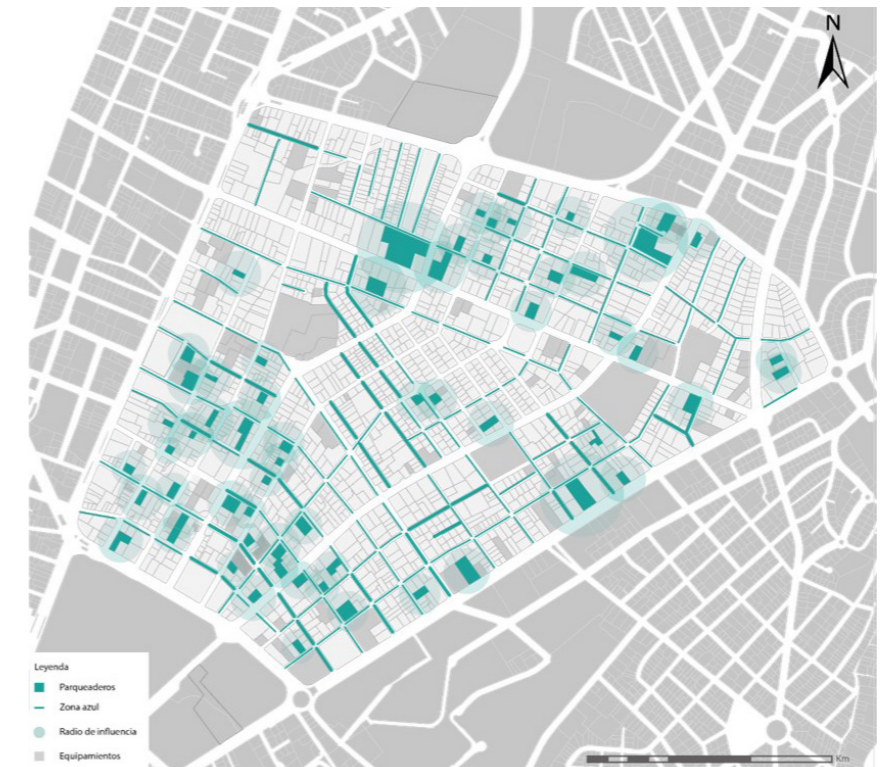 N
Leyenda
Parqueaderos
Zona azul
Radio de influencia
Equipamientos
Km